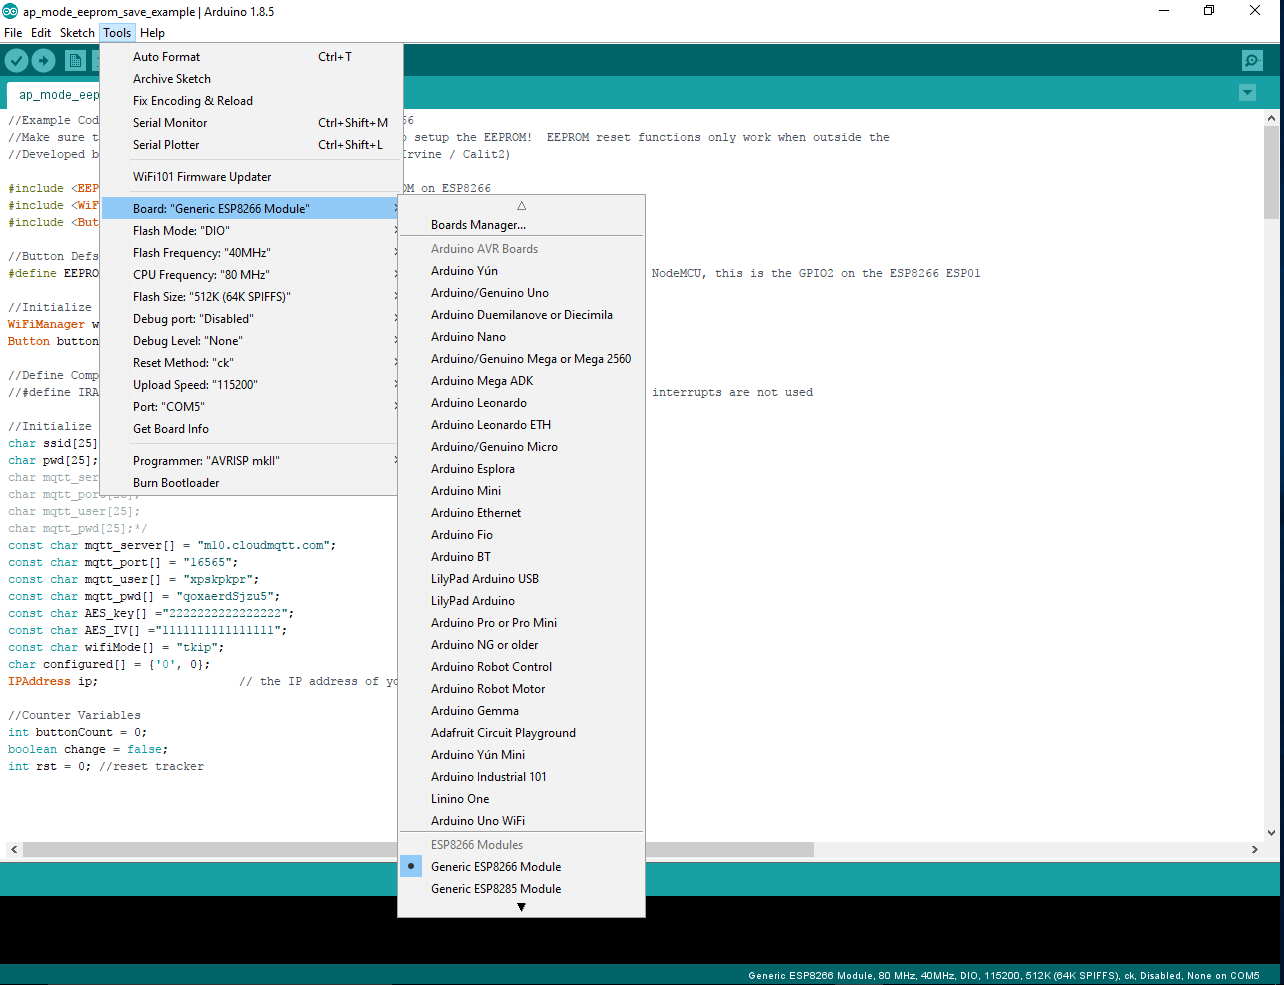 ap_mode_eeprom_save_example | Arduino 1.8.5
File Edit Sketch Tools Help
ap_mode_eep
Auto Format Ctrl+T
Archive Sketch
Fix Encoding & Reload
Serial Monitor Ctrl+Shift+M
Serial Plotter Ctrl+Shift+L
WiFi101 Firmware Updater
Board: "Generic ESP8266 Module"
Flash Mode: "DIO"
Flash Frequency: "40MHz"
CPU Frequency: "80 MHz"
Flash Size: "512K (64K SPIFFS)"
Debug port: "Disabled"
Debug Level: "None"
Reset Method: "ck"
Upload Speed: "115200"
Port: "COM5"
Get Board Info
Programmer: "AVRISP mkII"
Burn Bootloader
Boards Manager...
Arduino AVR Boards
Arduino Yún
Arduino/Genuino Uno
Arduino Duemilanove or Diecimila
Arduino Nano
Arduino/Genuino Mega or Mega 2560
Arduino Mega ADK
Arduino Leonardo
Arduino Leonardo ETH
Arduino/Genuino Micro
Arduino Esplora
Arduino Mini
Arduino Ethernet
Arduino Fio
Arduino BT
LilyPad Arduino USB
LilyPad Arduino
Arduino Pro or Pro Mini
Arduino NG or older
Arduino Robot Control
Arduino Robot Motor
Arduino Gemma
Adafruit Circuit Playground
Arduino Yún Mini
Arduino Industrial 101
Linino One
Arduino Uno WiFi
ESP8266 Modules
Generic ESP8266 Module
Generic ESP8285 Module
//Example Cod 66
//Make sure t o setup the EEPROM!  EEPROM reset functions only work when outside the
//Developed b Irvine / Calit2)
#include <EEP OM on ESP8266
#include <WiF
#include <But
//Button Defs
#define EEPRO NodeMCU, this is the GPIO2 on the ESP8266 ESP01
//Initialize
WiFiManager w
Button button
//Define Comp
//#define IRA interrupts are not used
//Initialize
char ssid[25]
char pwd[25];
char mqtt_ser
char mqtt_port[25];
char mqtt_user[25];
char mqtt_pwd[25];*/
const char mqtt_server[] = "m10.cloudmqtt.com";
const char mqtt_port[] = "16565";
const char mqtt_user[] = "xpskpkpr";
const char mqtt_pwd[] = "qoxaerdSjzu5";
const char AES_key[] ="2222222222222222";
const char AES_IV[] ="1111111111111111";
const char wifiMode[] = "tkip";
char configured[] = {'0', 0};
IPAddress ip; // the IP address of yo
//Counter Variables
int buttonCount = 0;
boolean change = false;
int rst = 0; //reset tracker
Generic ESP8266 Module, 80 MHz, 40MHz, DIO, 115200, 512K (64K SPIFFS), ck, Disabled, None on COM5